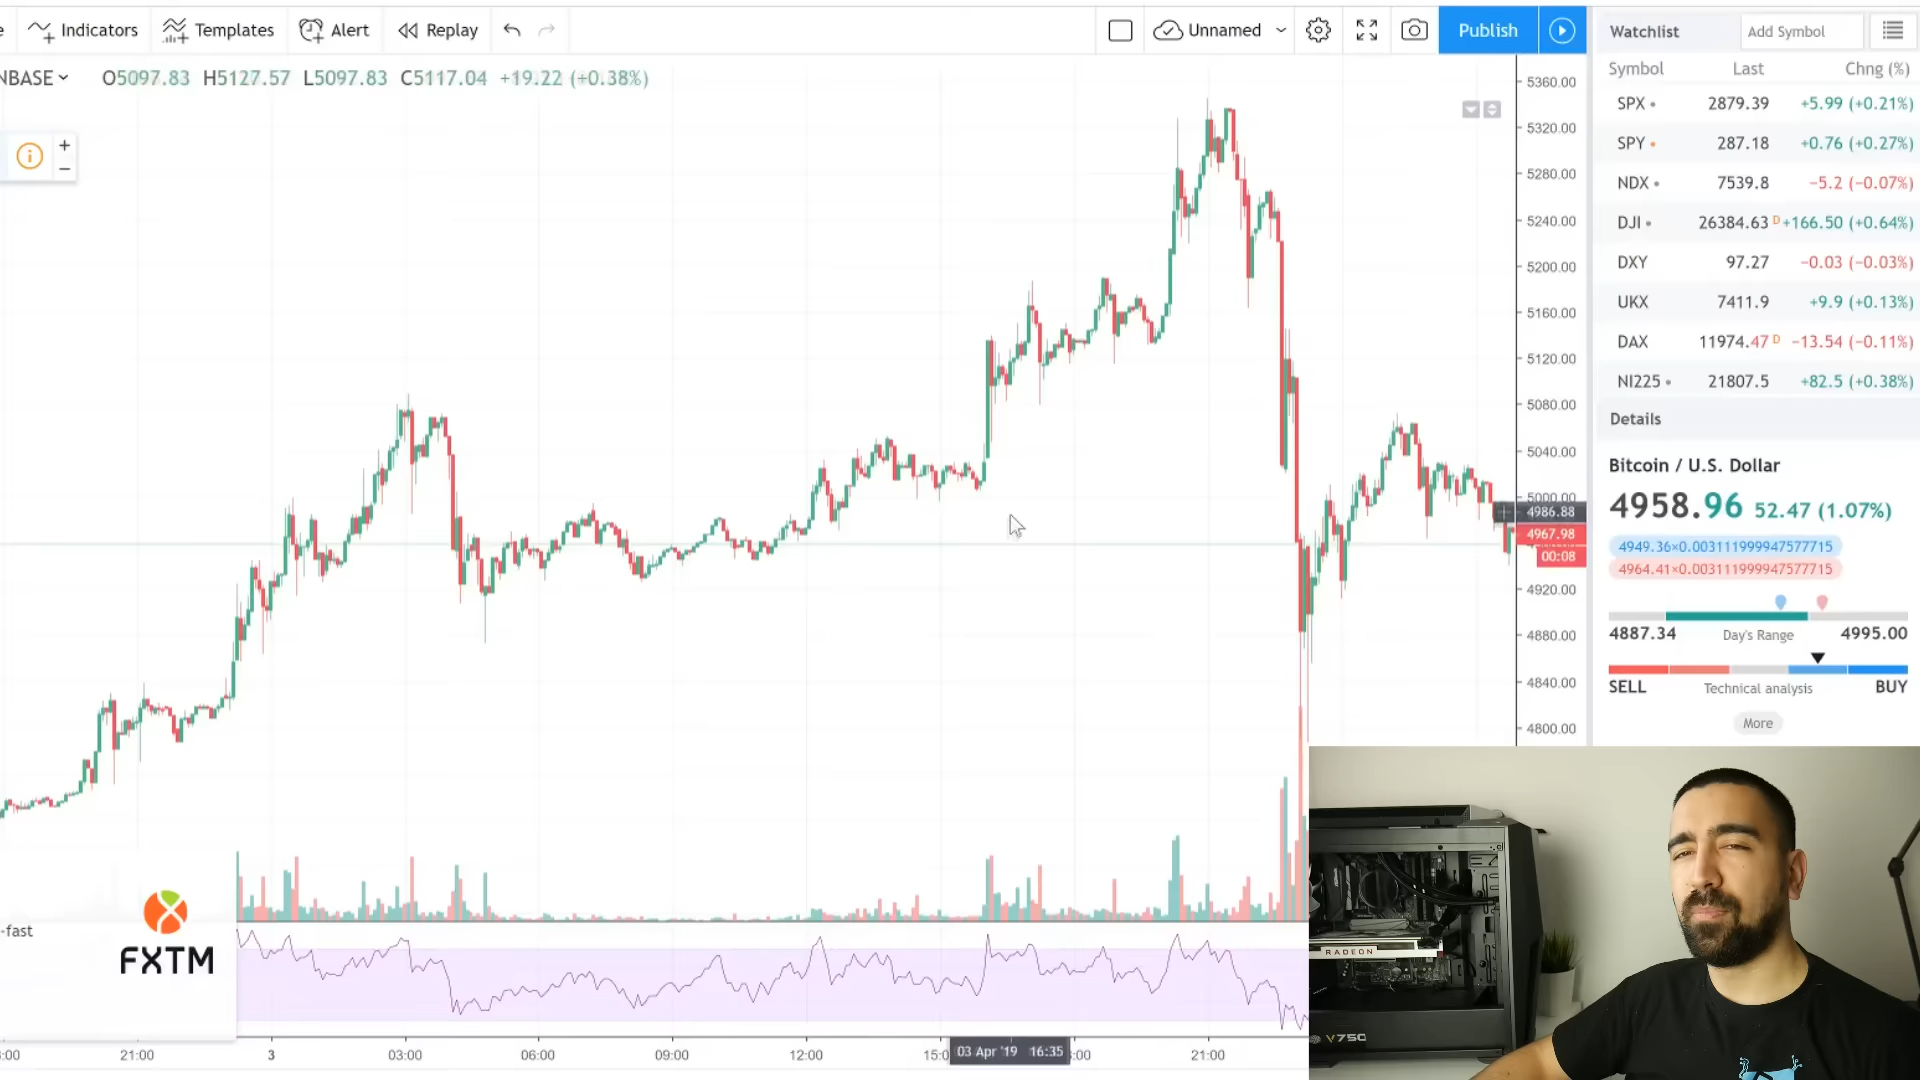 Indicators Templates Alert Replay Unnamed Publish
NBASE O5097.83 H5127.57 L5097.83 C5117.04 +19.22 (+0.38%)
5360.00
5320.00
5280.00
5240.00
5200.00
5160.00
5120.00
5080.00
5040.00
5000.00
4986.88
4967.98
00:08
4920.00
4880.00
4840.00
4800.00
Watchlist Add Symbol
Symbol Last Chng (%)
SPX 2879.39 +5.99 (+0.21%)
SPY 287.18 +0.76 (+0.27%)
NDX 7539.8 −5.2 (−0.07%)
DJI 26384.63 D +166.50 (+0.64%)
DXY 97.27 −0.03 (−0.03%)
UKX 7411.9 +9.9 (+0.13%)
DAX 11974.47 D −13.54 (−0.11%)
NI225 21807.5 +82.5 (+0.38%)
Details
Bitcoin / U.S. Dollar
4958.96 52.47 (1.07%)
4949.36×0.003111999947577715
4964.41×0.003111999947577715
4887.34 Day's Range 4995.00
SELL Technical analysis BUY
More
-fast
FXTM
:00 21:00 3 03:00 06:00 09:00 12:00 15:0 03 Apr '19 16:35 :00 21:00
RADEON
V750